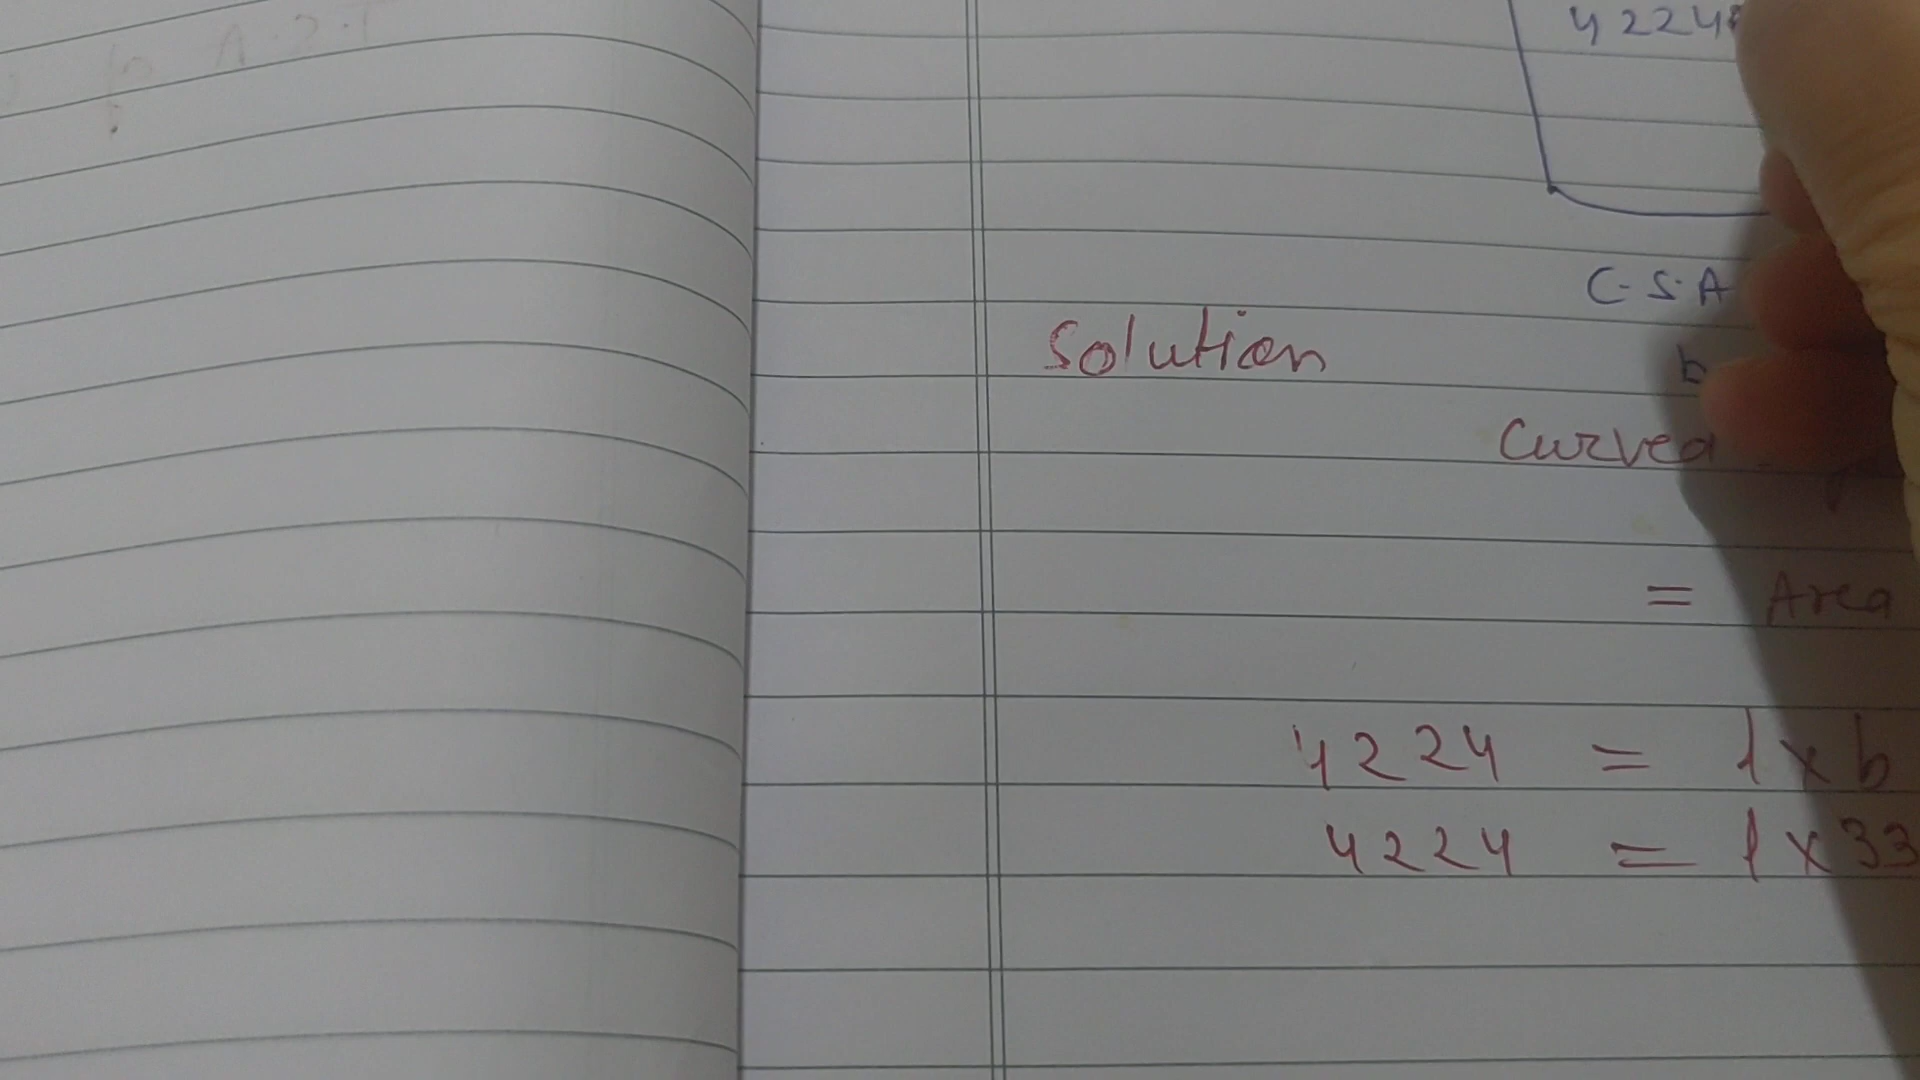 4224
C.S.A
Solution
b
Curved
= Area
4224 = l x b
4224 = l x 33